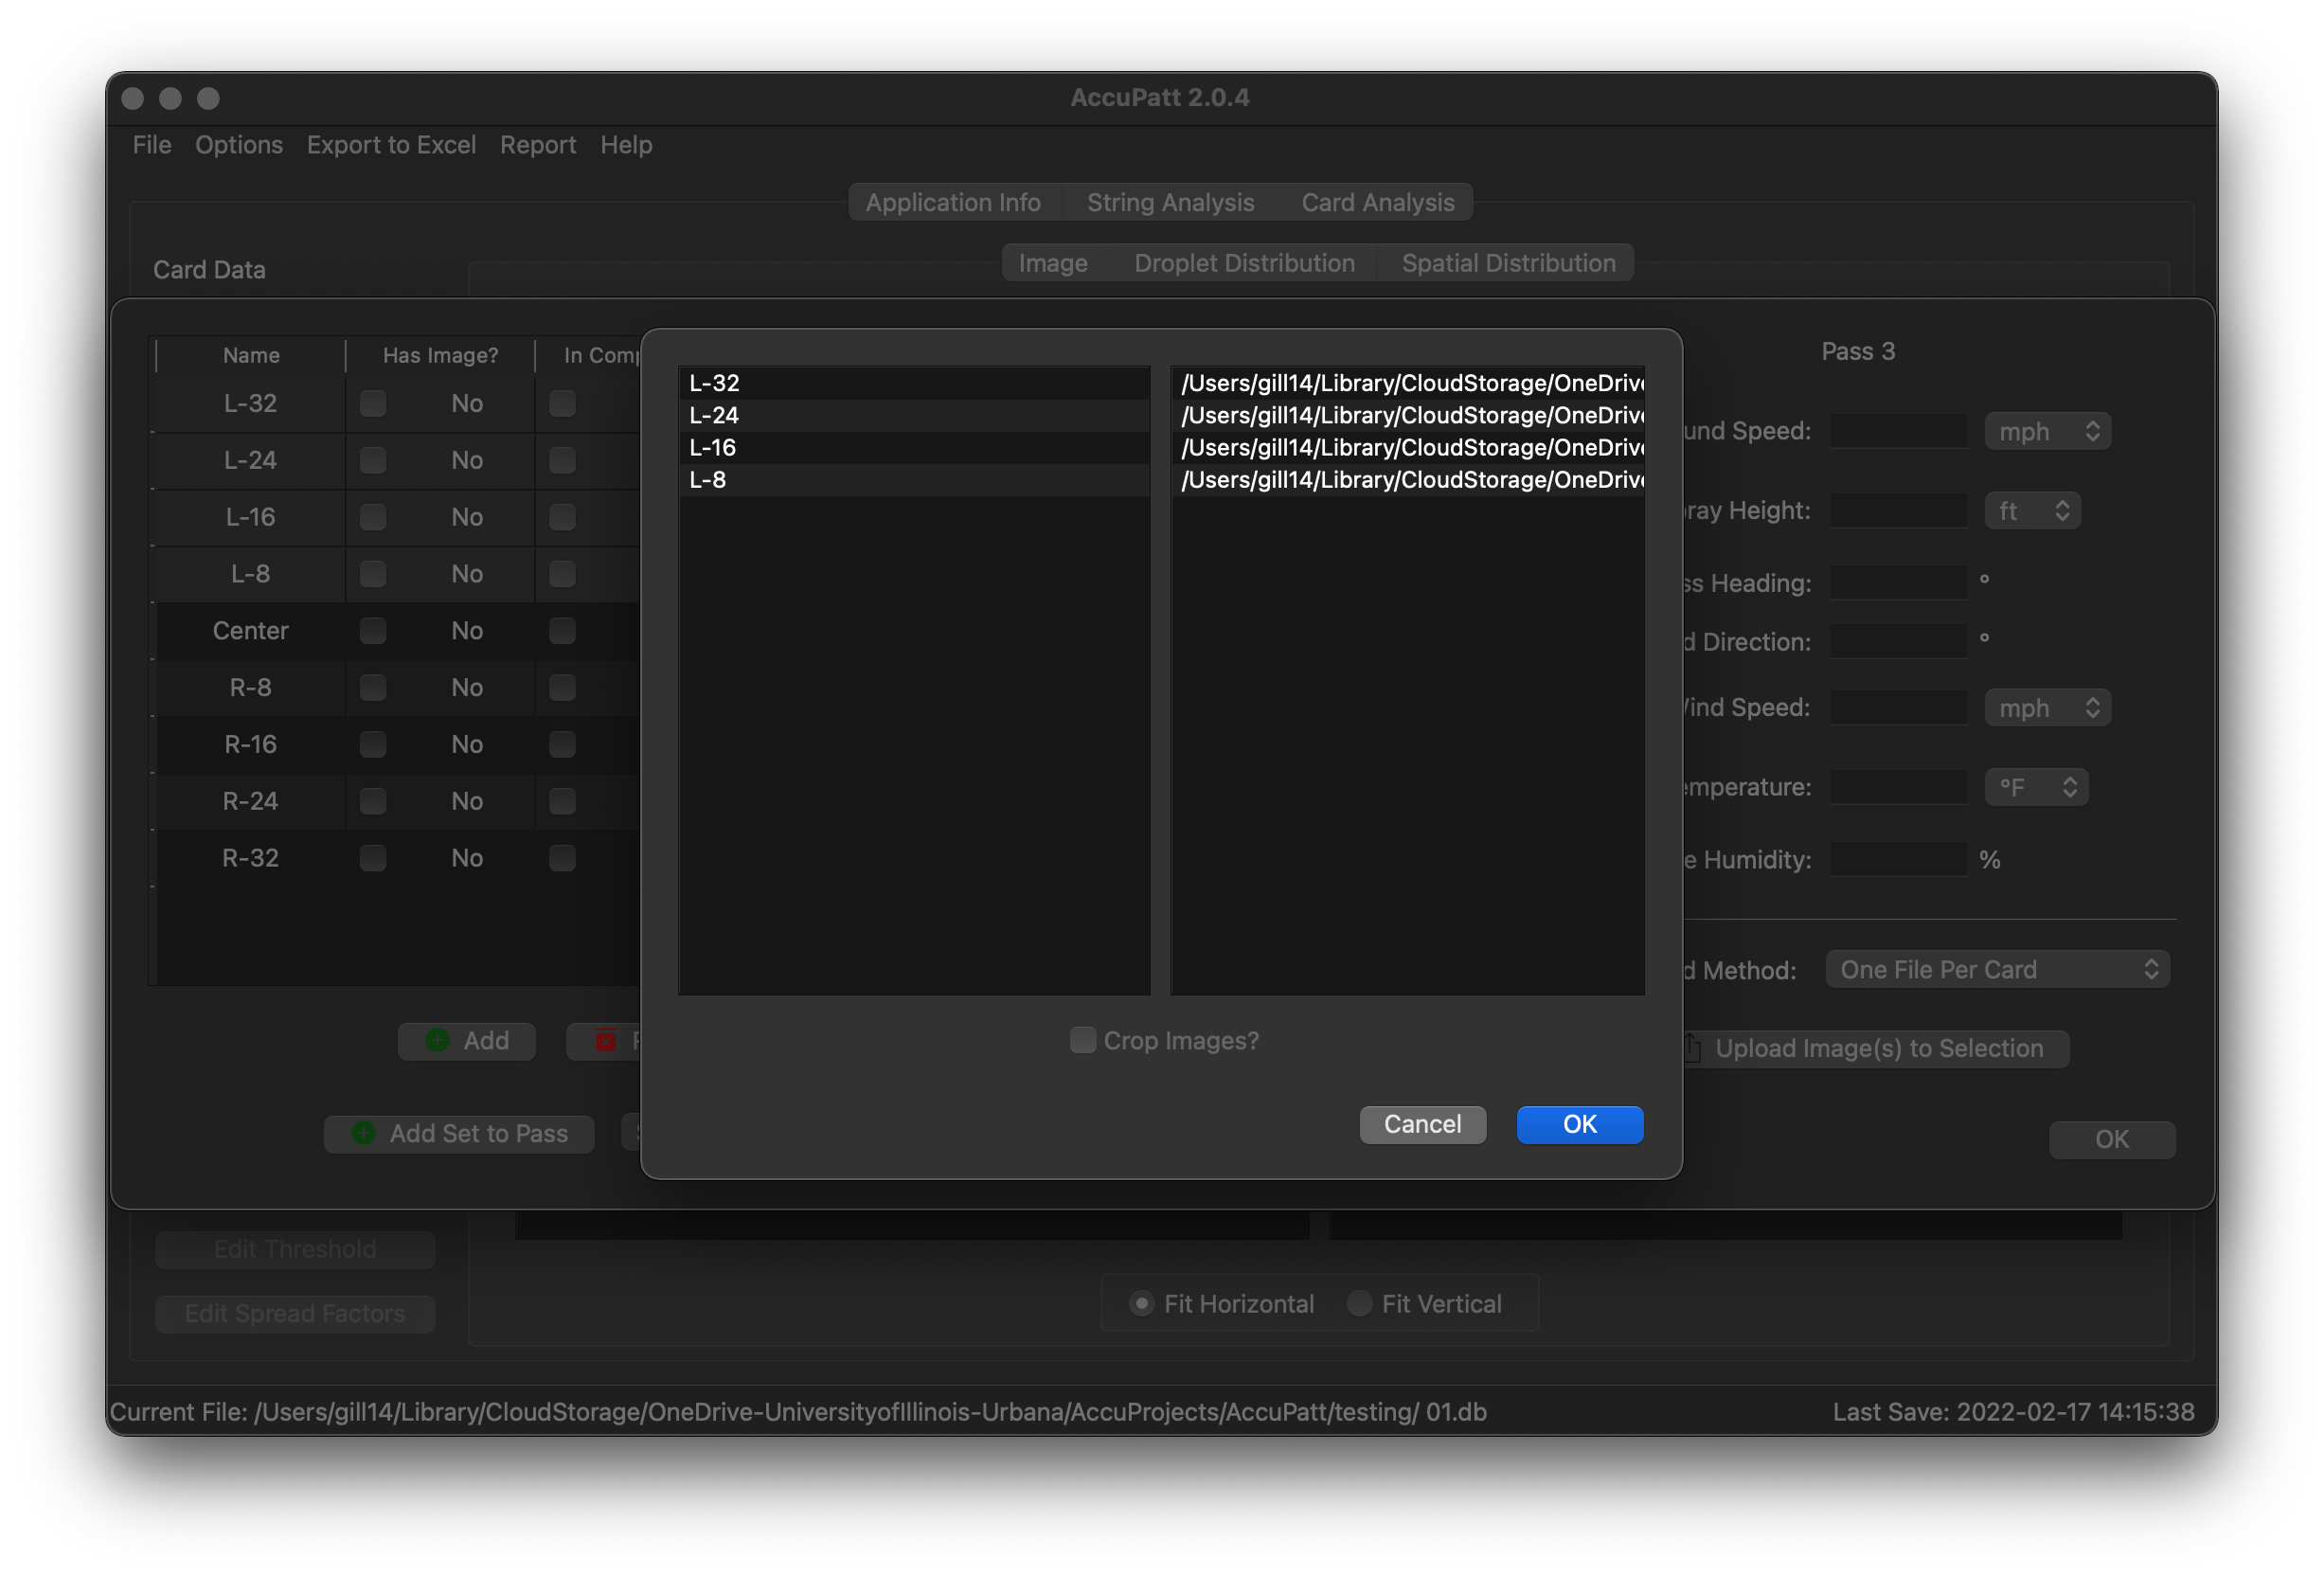 AccuPatt 2.0.4
File Options Export to Excel Report Help
Application Info String Analysis Card Analysis
Image Droplet Distribution Spatial Distribution
Card Data
Name Has Image? In Comp
L-32 No
L-24 No
L-16 No
L-8 No
Center No
R-8 No
R-16 No
R-24 No
R-32 No
Add
Add Set to Pass
L-32 /Users/gill14/Library/CloudStorage/OneDrive
L-24 /Users/gill14/Library/CloudStorage/OneDrive
L-16 /Users/gill14/Library/CloudStorage/OneDrive
L-8 /Users/gill14/Library/CloudStorage/OneDrive
Crop Images?
Cancel OK
Pass 3
und Speed: mph
ray Height: ft
ss Heading: °
d Direction: °
ind Speed: mph
emperature: °F
e Humidity: %
d Method: One File Per Card
Upload Image(s) to Selection
OK
Edit Threshold
Edit Spread Factors
Fit Horizontal Fit Vertical
Current File: /Users/gill14/Library/CloudStorage/OneDrive-UniversityofIllinois-Urbana/AccuProjects/AccuPatt/testing/ 01.db
Last Save: 2022-02-17 14:15:38